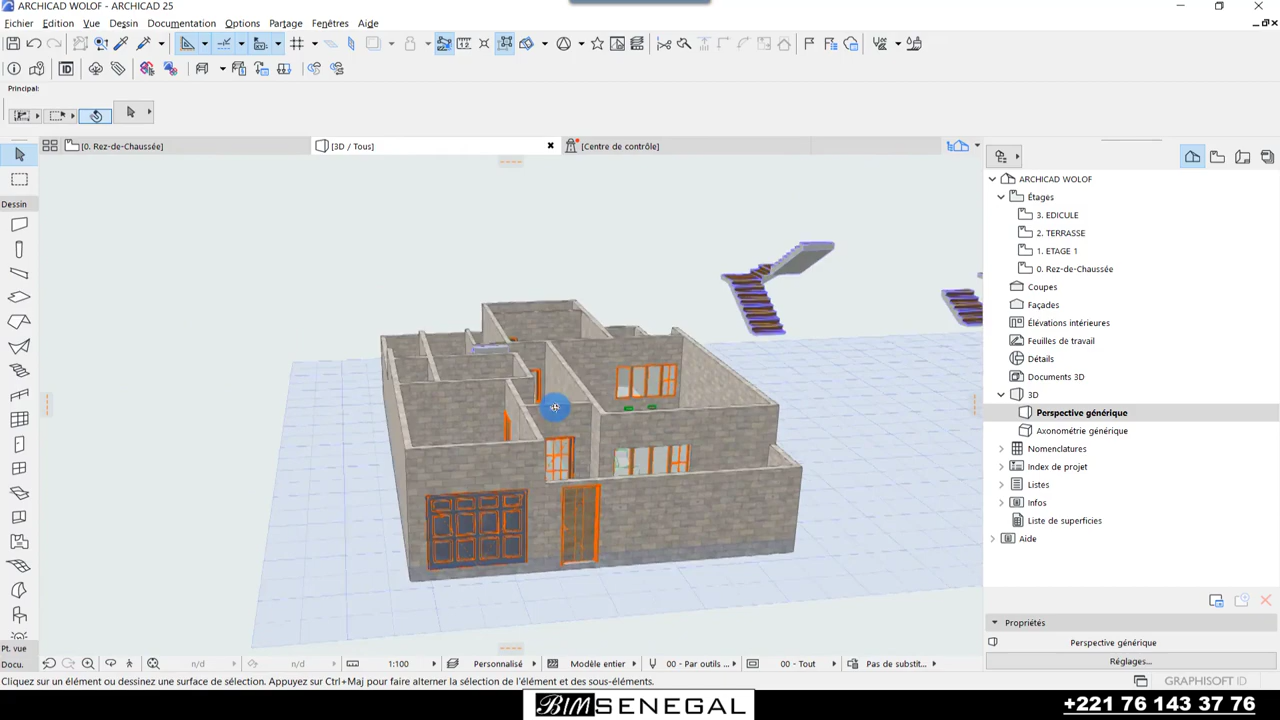 ARCHICAD WOLOF - ARCHICAD 25
Fichier Edition Vue Dessin Options Documentation Partage Fenêtres Aide
Principal:
[0. Rez-de-Chaussée] [3D / Tous] [Centre de contrôle]
Dessin
ARCHICAD WOLOF
Étages
3. EDICULE
2. TERRASSE
1. ETAGE 1
0. Rez-de-Chaussée
Coupes
Façades
Élévations intérieures
Feuilles de travail
Détails
Documents 3D
3D
Perspective générique
Axonométrie générique
Nomenclatures
Index de projet
Listes
Infos
Liste de superficies
Aide
Propriétés
Perspective générique
Réglages...
Pt. vue
Docu.
n/d n/d 1:100 Personnalisé Modèle entier 00 - Par outils ... 00 - Tout Pas de substit...
Cliquez sur un élément ou dessinez une surface de sélection. Appuyez sur Ctrl+Maj pour faire alterner la sélection de l'élément et des sous-éléments.
GRAPHISOFT ID
BIMSENEGAL
+221 76 143 37 76